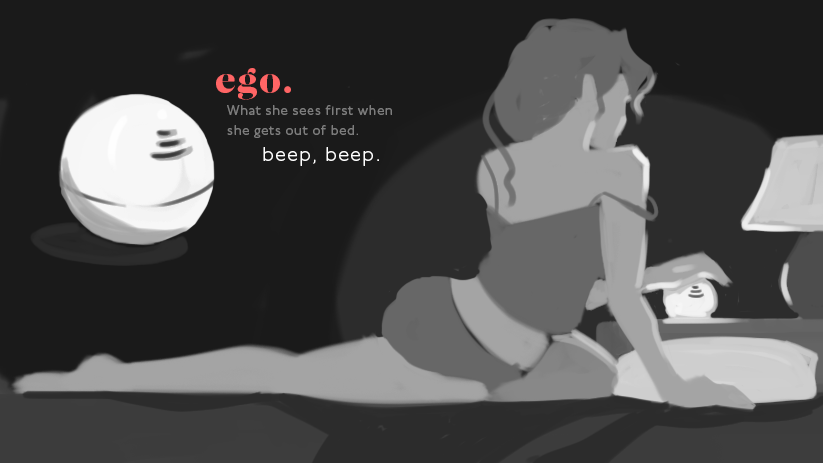 ego.
What she sees first when
she gets out of bed.
beep, beep.